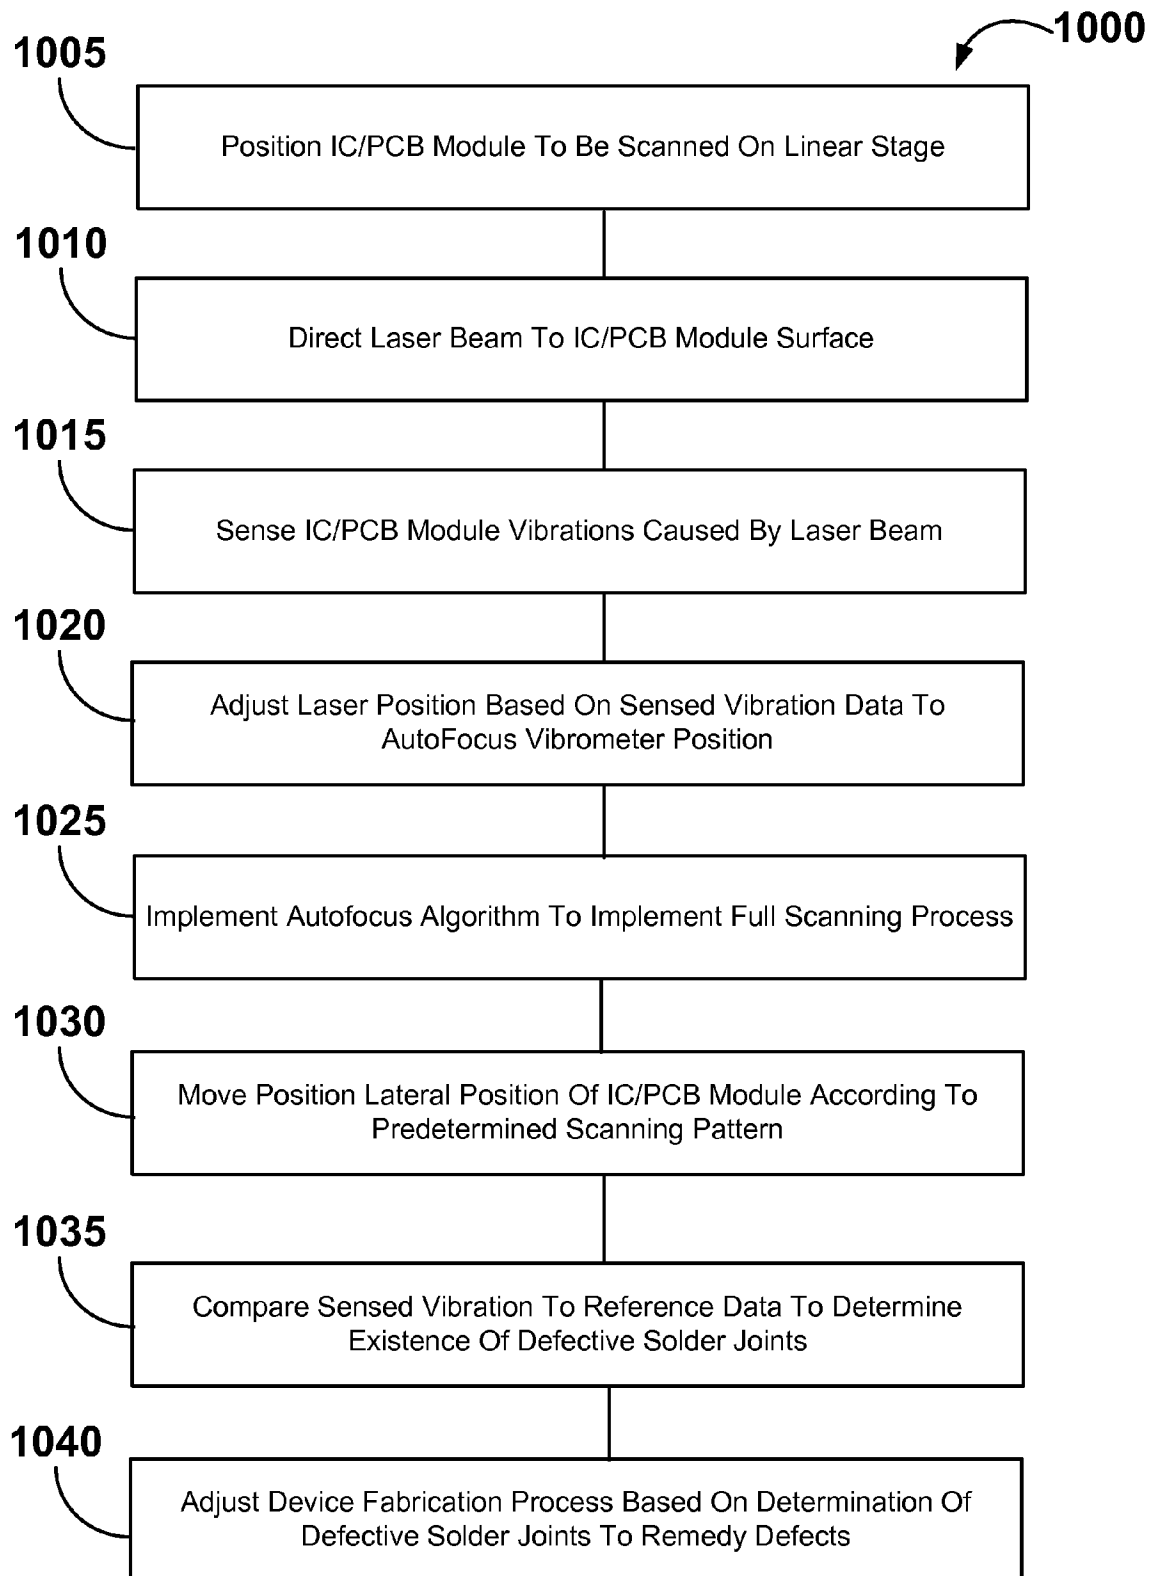 1000
1005
Position IC/PCB Module To Be Scanned On Linear Stage
1010
Direct Laser Beam To IC/PCB Module Surface
1015
Sense IC/PCB Module Vibrations Caused By Laser Beam
1020
Adjust Laser Position Based On Sensed Vibration Data To
AutoFocus Vibrometer Position
1025
Implement Autofocus Algorithm To Implement Full Scanning Process
1030
Move Position Lateral Position Of IC/PCB Module According To
Predetermined Scanning Pattern
1035
Compare Sensed Vibration To Reference Data To Determine
Existence Of Defective Solder Joints
1040
Adjust Device Fabrication Process Based On Determination Of
Defective Solder Joints To Remedy Defects